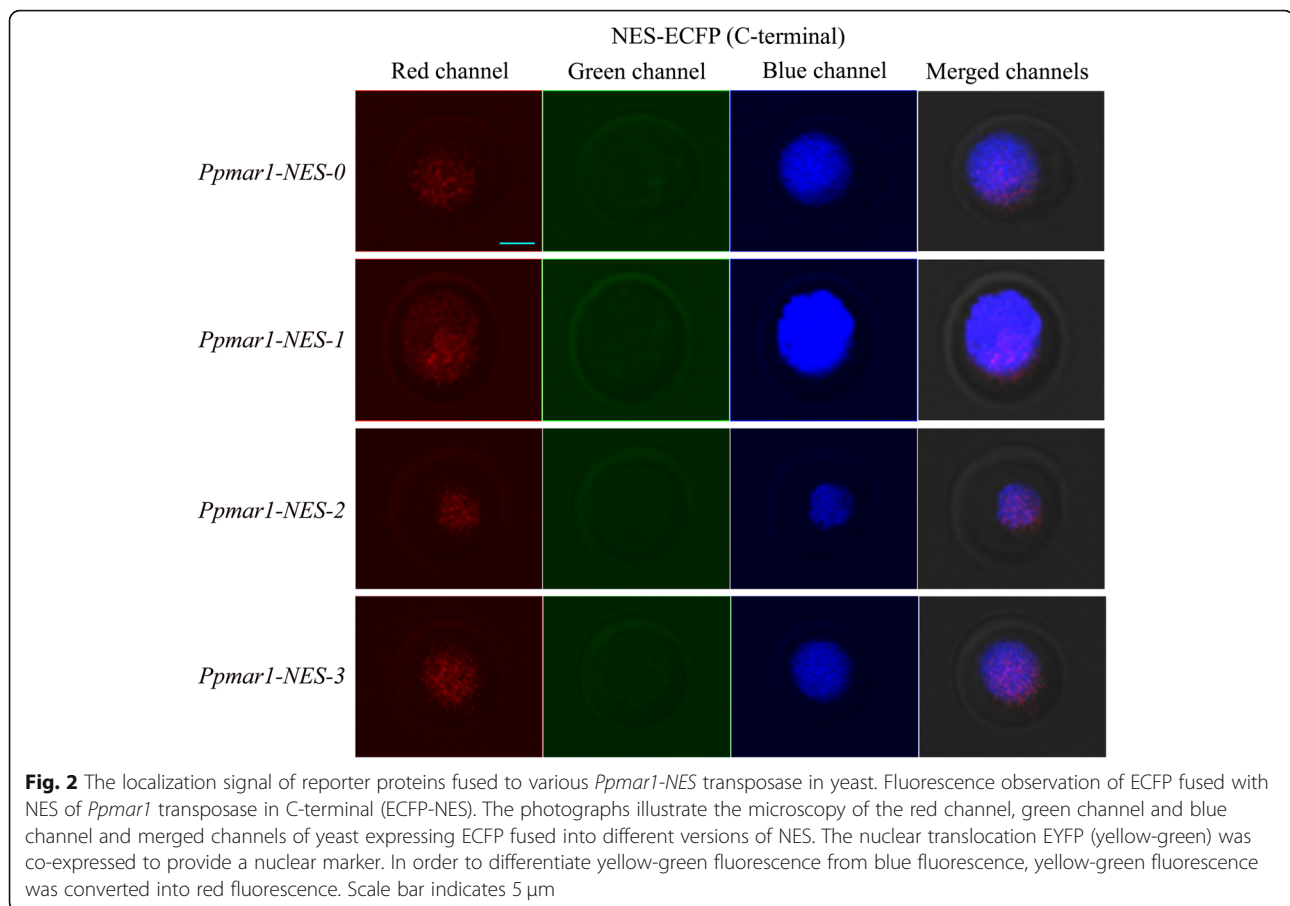 NES-ECFP (C-terminal)
Red channel Green channel Blue channel Merged channels
Ppmar1-NES-0
Ppmar1-NES-1
Ppmar1-NES-2
Ppmar1-NES-3
Fig. 2 The localization signal of reporter proteins fused to various Ppmar1-NES transposase in yeast. Fluorescence observation of ECFP fused with
NES of Ppmar1 transposase in C-terminal (ECFP-NES). The photographs illustrate the microscopy of the red channel, green channel and blue
channel and merged channels of yeast expressing ECFP fused into different versions of NES. The nuclear translocation EYFP (yellow-green) was
co-expressed to provide a nuclear marker. In order to differentiate yellow-green fluorescence from blue fluorescence, yellow-green fluorescence
was converted into red fluorescence. Scale bar indicates 5 μm